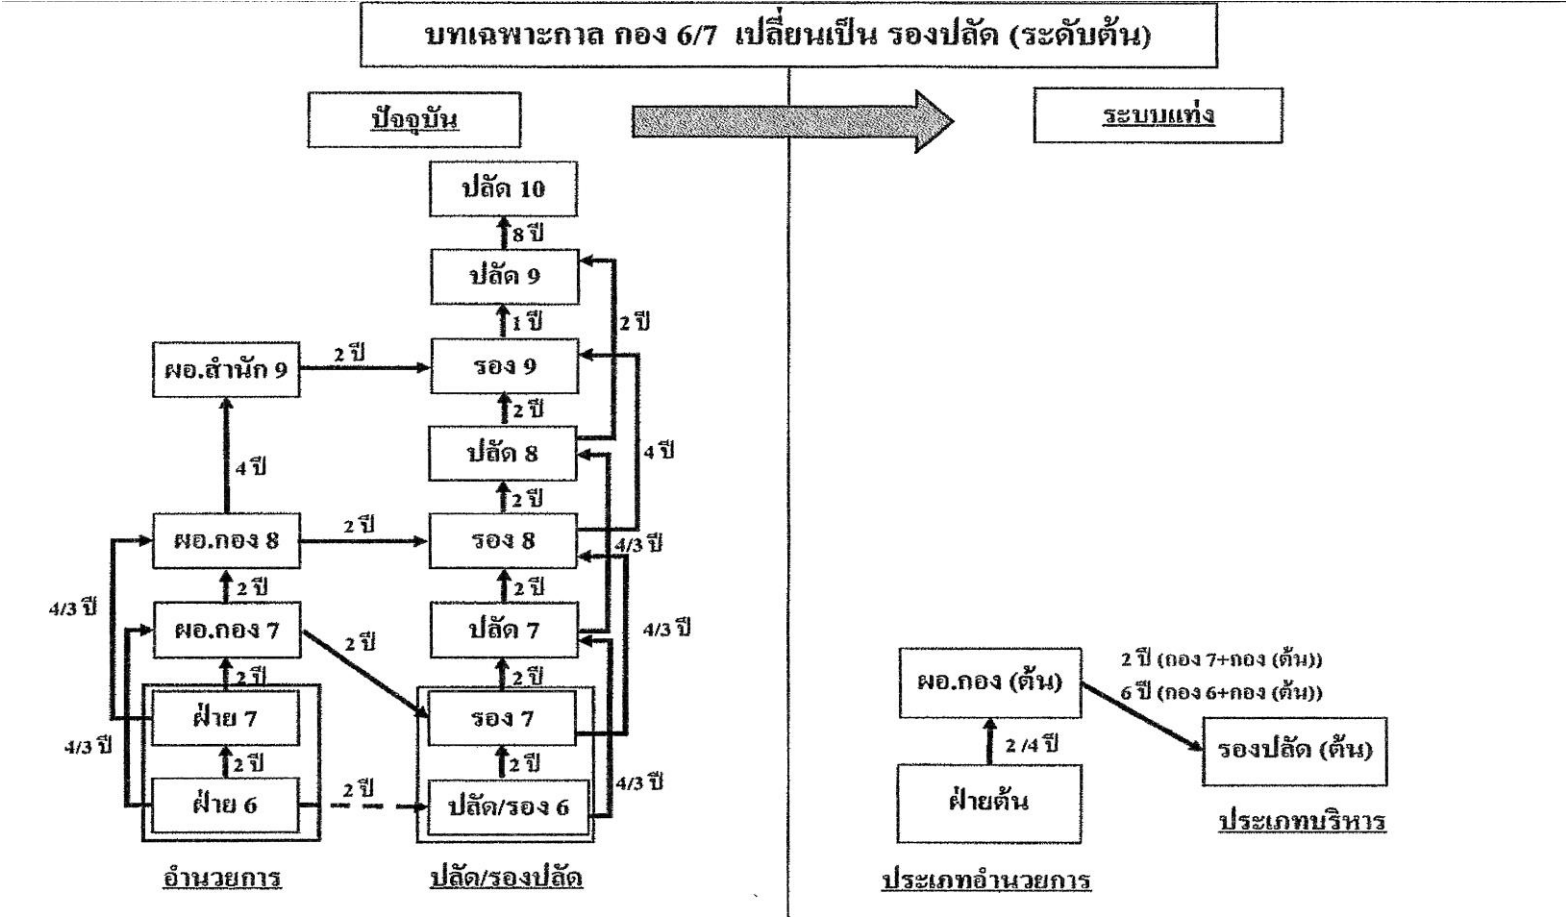 บทเฉพาะกาล กอง 6/7 เปลี่ยนเป็น รองปลัด (ระดับต้น)
ปัจจุบัน
ระบบแท่ง
ปลัด 10
8 ปี
ปลัด 9
1 ปี
2 ปี
ผอ.สำนัก 9
2 ปี
รอง 9
2 ปี
ปลัด 8
4 ปี
4 ปี
2 ปี
ผอ.กอง 8
2 ปี
รอง 8
4/3 ปี
2 ปี
2 ปี
4/3 ปี
ผอ.กอง 7
2 ปี
ปลัด 7
4/3 ปี
2 ปี
2 ปี
ฝ่าย 7
รอง 7
4/3 ปี
2 ปี
2 ปี
4/3 ปี
ฝ่าย 6
2 ปี
ปลัด/รอง 6
อำนวยการ
ปลัด/รองปลัด
ผอ.กอง (ต้น)
2 ปี (กอง 7+กอง (ต้น))
6 ปี (กอง 6+กอง (ต้น))
2 /4 ปี
รองปลัด (ต้น)
ฝ่ายต้น
ประเภทบริหาร
ประเภทอำนวยการ